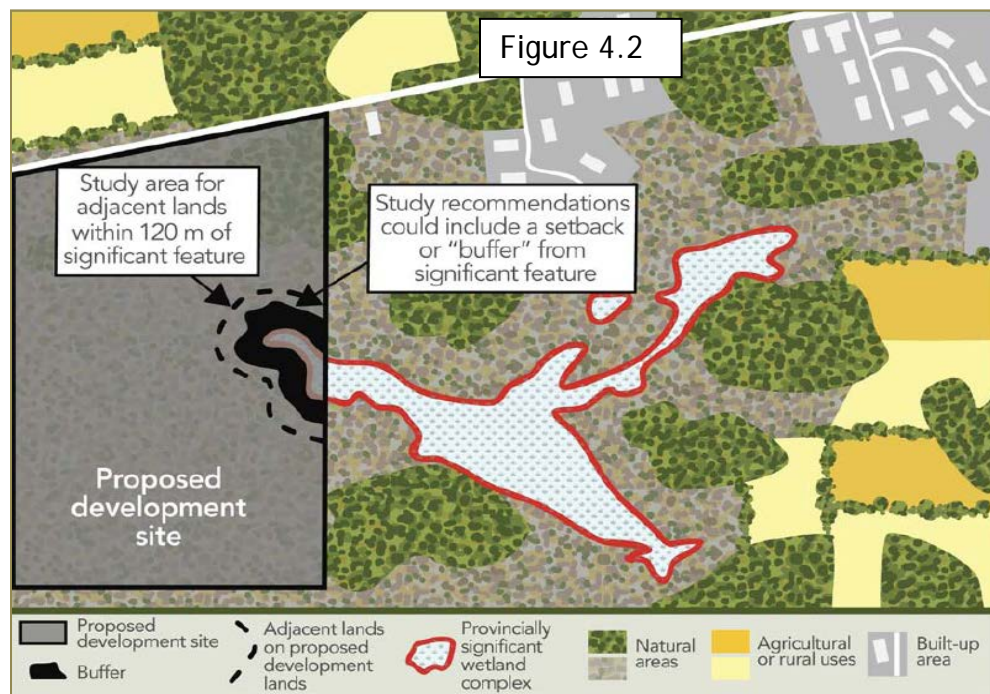 Figure 4.2
Study area for
adjacent lands
within 120 m of
significant feature
Study recommendations
could include a setback
or “buffer” from
significant feature
Proposed
development
site
Proposed
development site
Buffer
Adjacent lands
on proposed
development
lands
Provincially
significant
wetland
complex
Natural
areas
Agricultural
or rural uses
Built-up
area